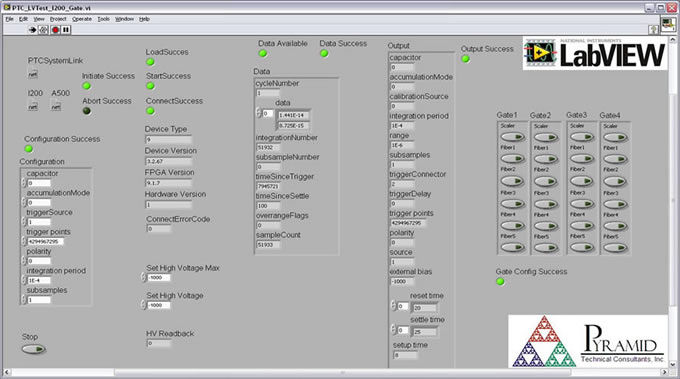 PTC_LVTest_I200_Gate.vi
File Edit View Project Operate Tools Window Help
PTCSystemLink
I200 A500
Initiate Success
Abort Success
LoadSucces
StartSuccess
ConnectSuccess
Configuration Success
Configuration
capacitor
0
accumulationMode
0
triggerSource
1
trigger points
4294967295
polarity
0
integration period
1E-4
subsamples
1
Stop
Device Type
9
Device Version
3.2.67
FPGA Version
9.1.7
Hardware Version
1
ConnectErrorCode
0
Set High Voltage Max
-1000
Set High Voltage
-1000
HV Readback
0
Data Available
Data Success
Data
cycleNumber
1
data
0
1.441E-14
8.725E-15
integrationNumber
51932
subsampleNumber
0
timeSinceTrigger
7945721
timeSinceSettle
100
overrangeFlags
0
sampleCount
51933
Output
capacitor
0
accumulationMode
0
calibrationSource
0
integration period
1E-4
range
1E-6
subsamples
1
triggerConnector
2
triggerDelay
0
trigger points
4294967295
polarity
0
source
1
external bias
-1000
reset time
0 20
settle time
0 25
setup time
8
Output Success
NATIONAL INSTRUMENTS
LabVIEW
Gate1 Gate2 Gate3 Gate4
Scaler Scaler Scaler Scaler
Fiber1 Fiber1 Fiber1 Fiber1
Fiber2 Fiber2 Fiber2 Fiber2
Fiber3 Fiber3 Fiber3 Fiber3
Fiber4 Fiber4 Fiber4 Fiber4
Fiber5 Fiber5 Fiber5 Fiber5
Gate Config Success
PYRAMID
Technical Consultants, Inc